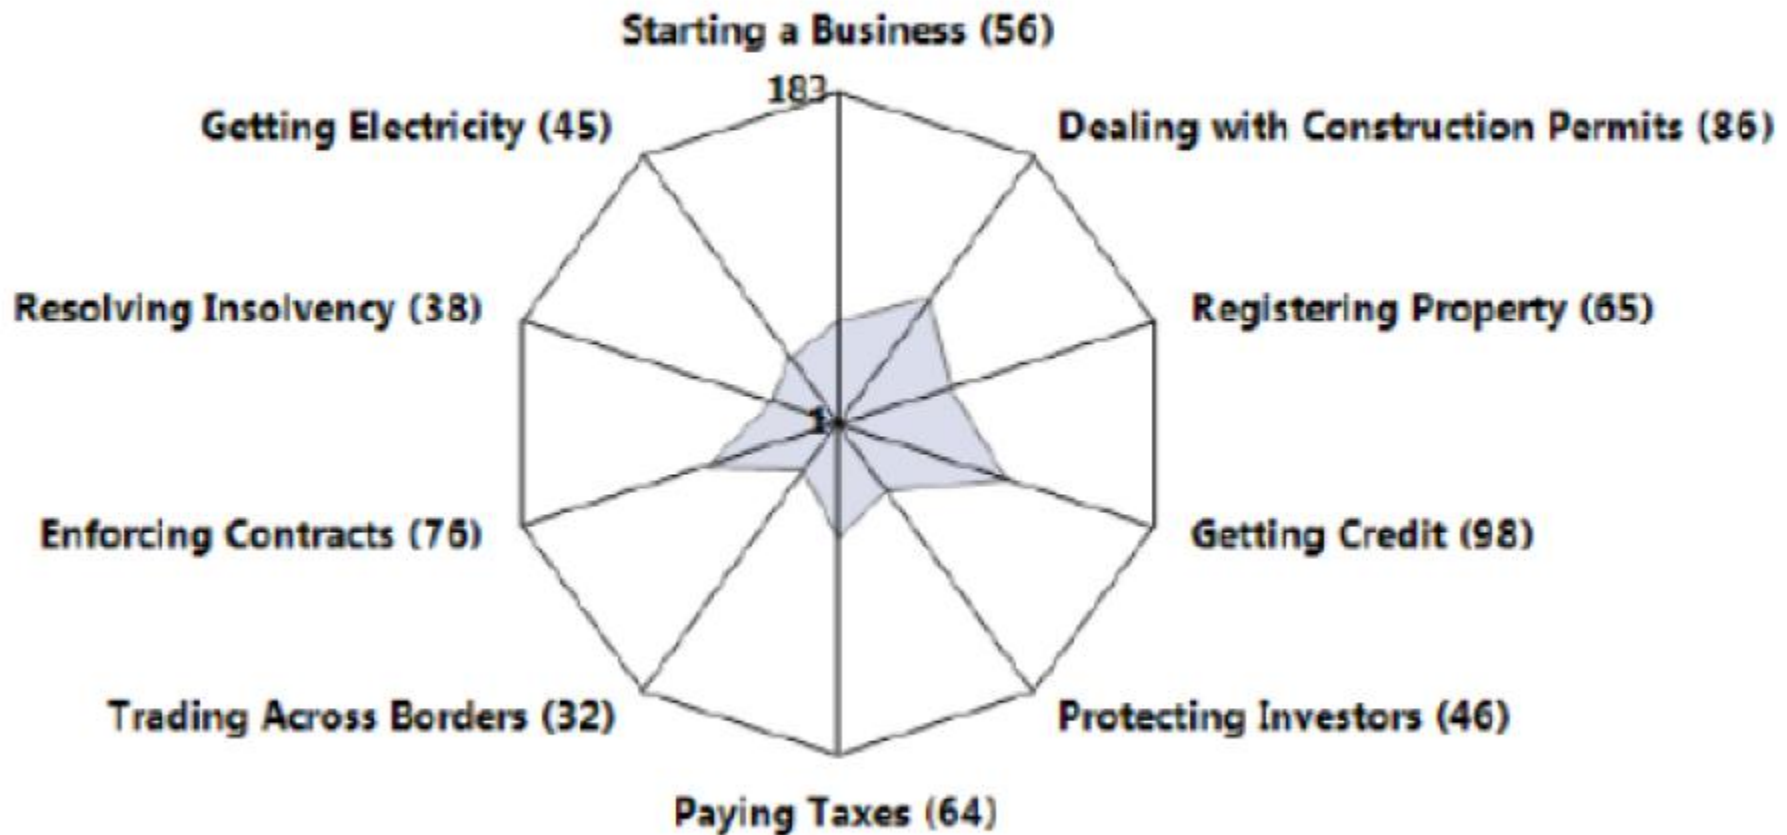 Starting a Business (56)
183
Getting Electricity (45)
Dealing with Construction Permits (86)
Resolving Insolvency (38)
Registering Property (65)
1
Enforcing Contracts (76)
Getting Credit (98)
Trading Across Borders (32)
Protecting Investors (46)
Paying Taxes (64)